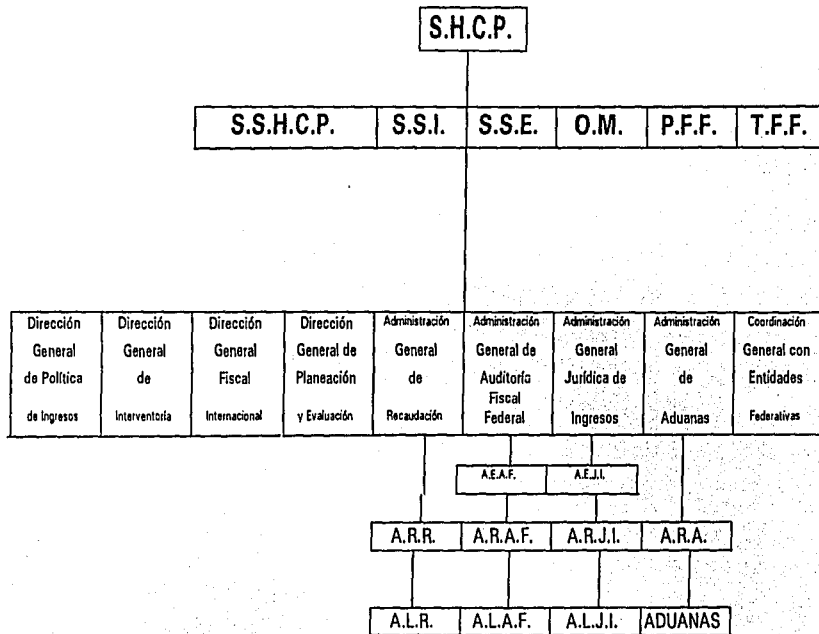 S.H.C.P.
S.S.H.C.P.
S.S.I.
S.S.E.
O.M.
P.F.F.
T.F.F.
Dirección
General
de Política
de Ingresos
Dirección
General
de
Interventoría
Dirección
General
Fiscal
Internacional
Dirección
General de
Planeación
y Evaluación
Administración
General
de
Recaudación
Administración
General de
Auditoría
Fiscal
Federal
Administración
General
Jurídica de
Ingresos
Administración
General
de
Aduanas
Coordinación
General con
Entidades
Federativas
A.E.A.F.
A.E.J.I.
A.R.R.
A.R.A.F.
A.R.J.I.
A.R.A.
A.L.R.
A.L.A.F.
A.L.J.I.
ADUANAS